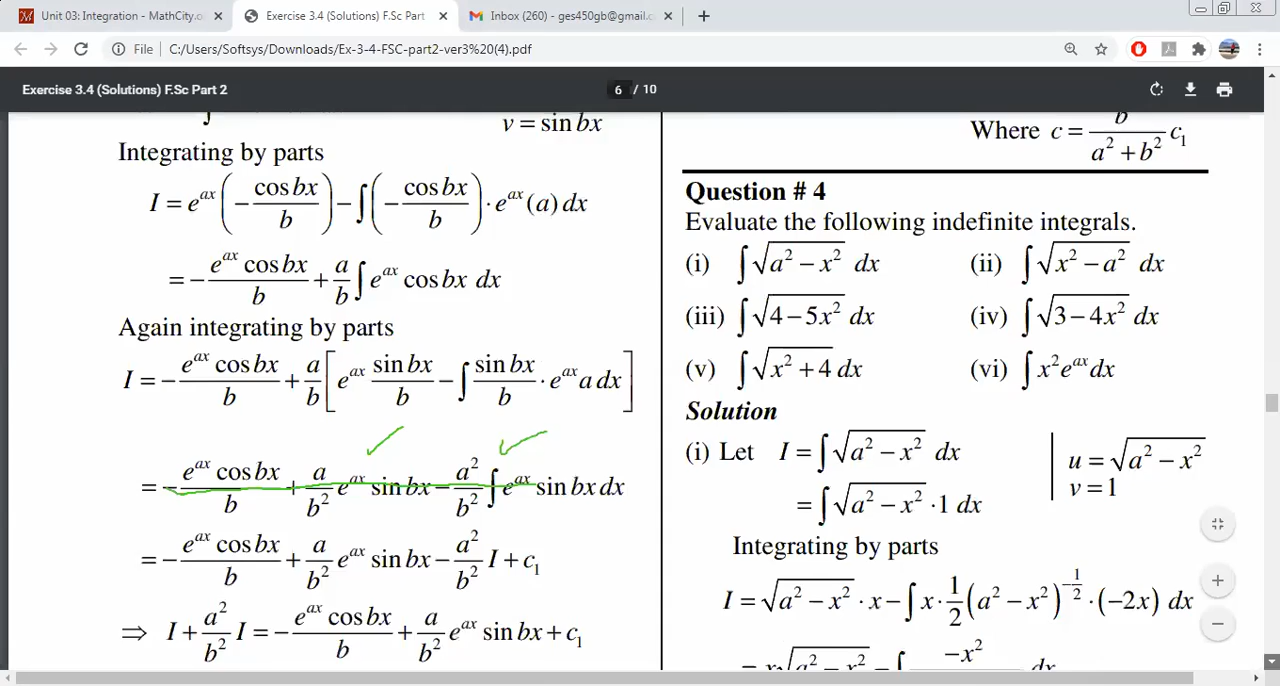 Unit 03: Integration - MathCity.o
Exercise 3.4 (Solutions) F.Sc Part
Inbox (260) - ges450gb@gmail.c
File | C:/Users/Softsys/Downloads/Ex-3-4-FSC-part2-ver3%20(4).pdf
Exercise 3.4 (Solutions) F.Sc Part 2
6 / 10
v = sin bx
Integrating by parts
I = e^{ax} (− cos bx / b) − ∫ (− cos bx / b) · e^{ax} (a) dx
= − e^{ax} cos bx / b + a/b ∫ e^{ax} cos bx dx
Again integrating by parts
I = − e^{ax} cos bx / b + a/b [ e^{ax} sin bx / b − ∫ sin bx / b · e^{ax} a dx ]
= − e^{ax} cos bx / b + a/b² e^{ax} sin bx − a²/b² ∫ e^{ax} sin bx dx
= − e^{ax} cos bx / b + a/b² e^{ax} sin bx − a²/b² I + c₁
⇒ I + a²/b² I = − e^{ax} cos bx / b + a/b² e^{ax} sin bx + c₁
Where c = b / (a² + b²) c₁
Question # 4
Evaluate the following indefinite integrals.
(i) ∫ √(a² − x²) dx (ii) ∫ √(x² − a²) dx
(iii) ∫ √(4 − 5x²) dx (iv) ∫ √(3 − 4x²) dx
(v) ∫ √(x² + 4) dx (vi) ∫ x² e^{ax} dx
Solution
(i) Let I = ∫ √(a² − x²) dx
= ∫ √(a² − x²) · 1 dx
u = √(a² − x²)
v = 1
Integrating by parts
I = √(a² − x²) · x − ∫ x · 1/2 (a² − x²)^{−1/2} · (−2x) dx
= x√(a² − x²) − ∫ −x² dx